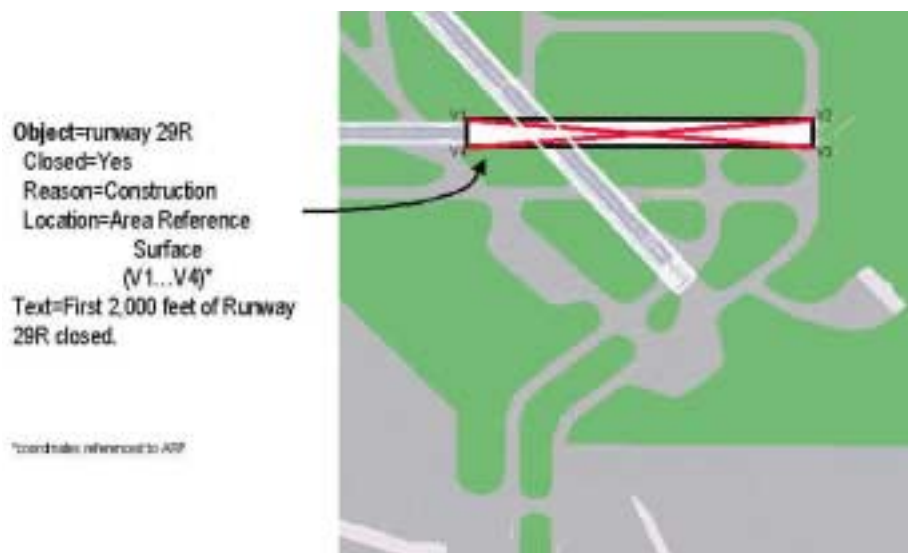 Object=runway 29R
Closed=Yes
Reason=Construction
Location=Area Reference
Surface
(V1...V4)*
Text=First 2,000 feet of Runway
29R closed.
*coordinates referenced to ARP
V1
V2
V4
V3